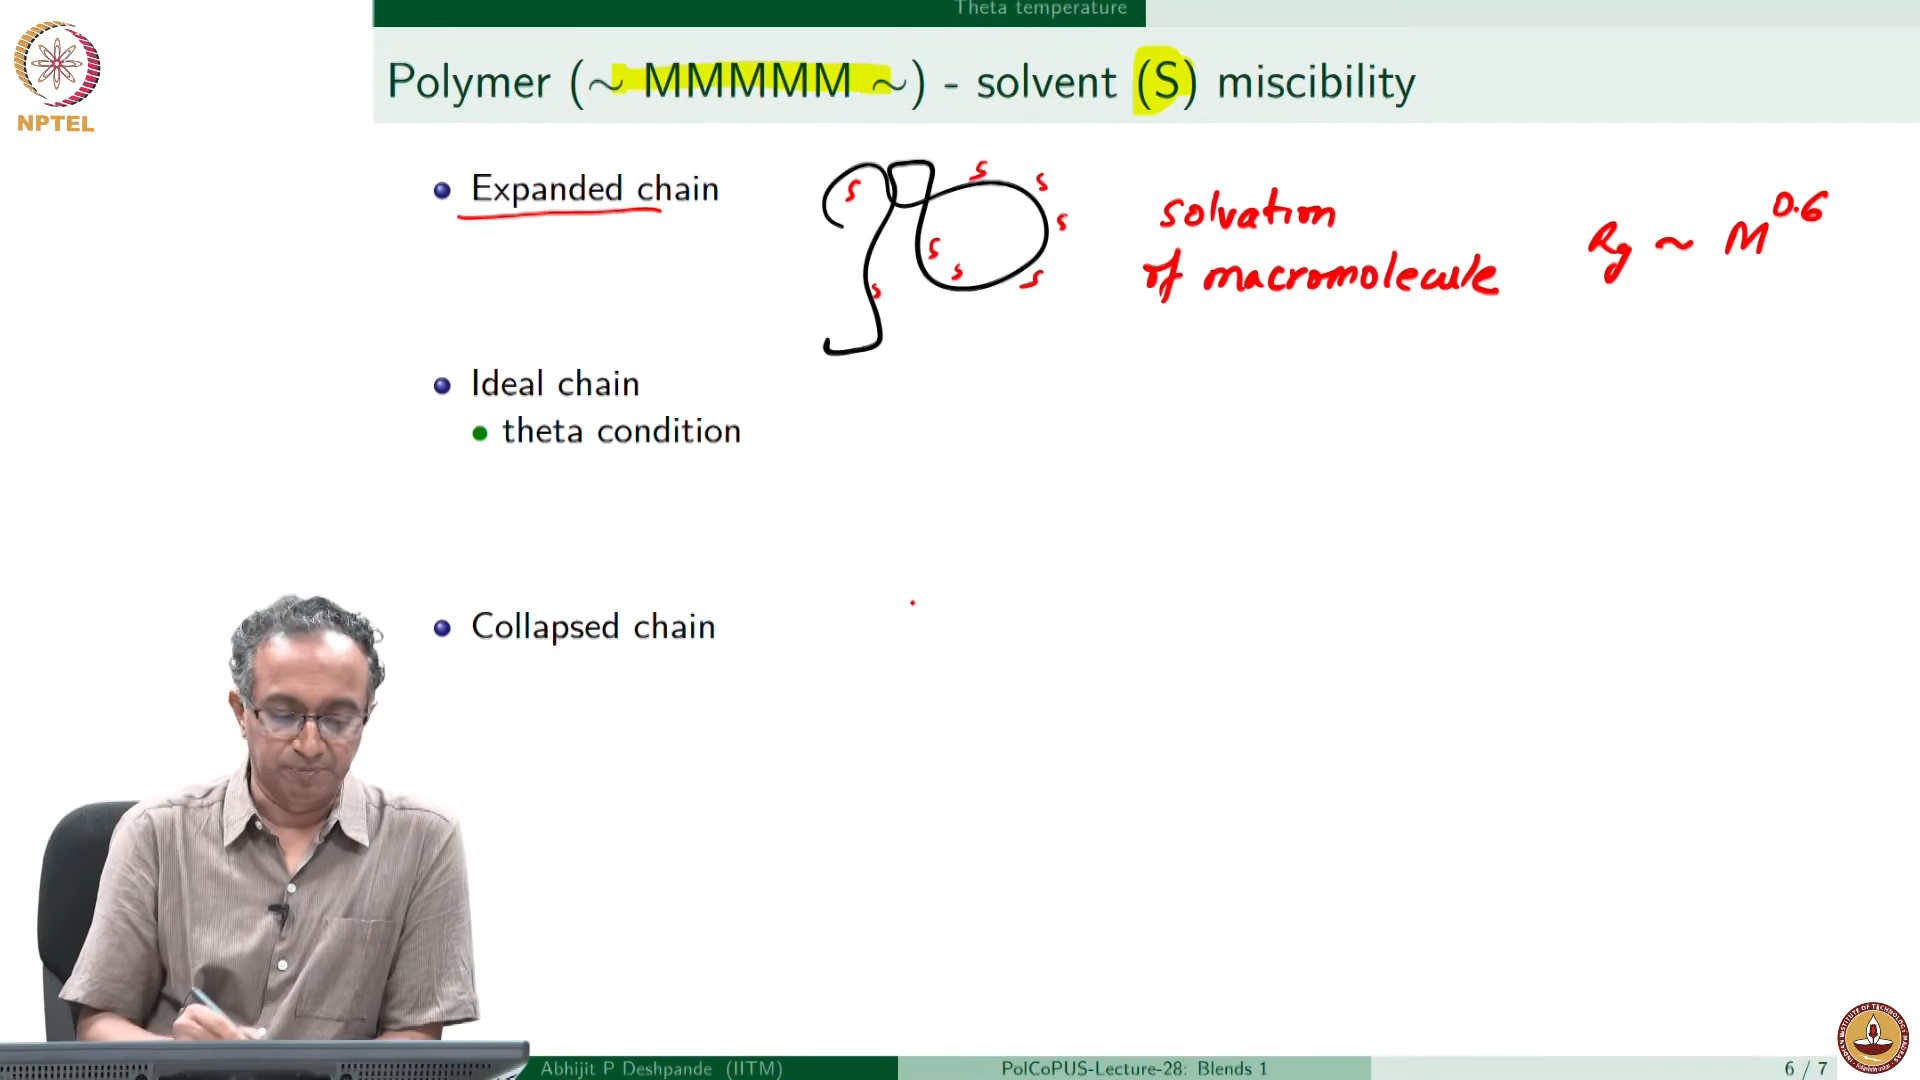 Theta temperature
Polymer (∼ MMMMM ∼) - solvent (S) miscibility
NPTEL
Expanded chain
S S S S S S S S
solvation
of macromolecule
Rg ~ M^0.6
Ideal chain
theta condition
Collapsed chain
Abhijit P Deshpande (IITM)
PolCoPUS-Lecture-28: Blends 1
6 / 7